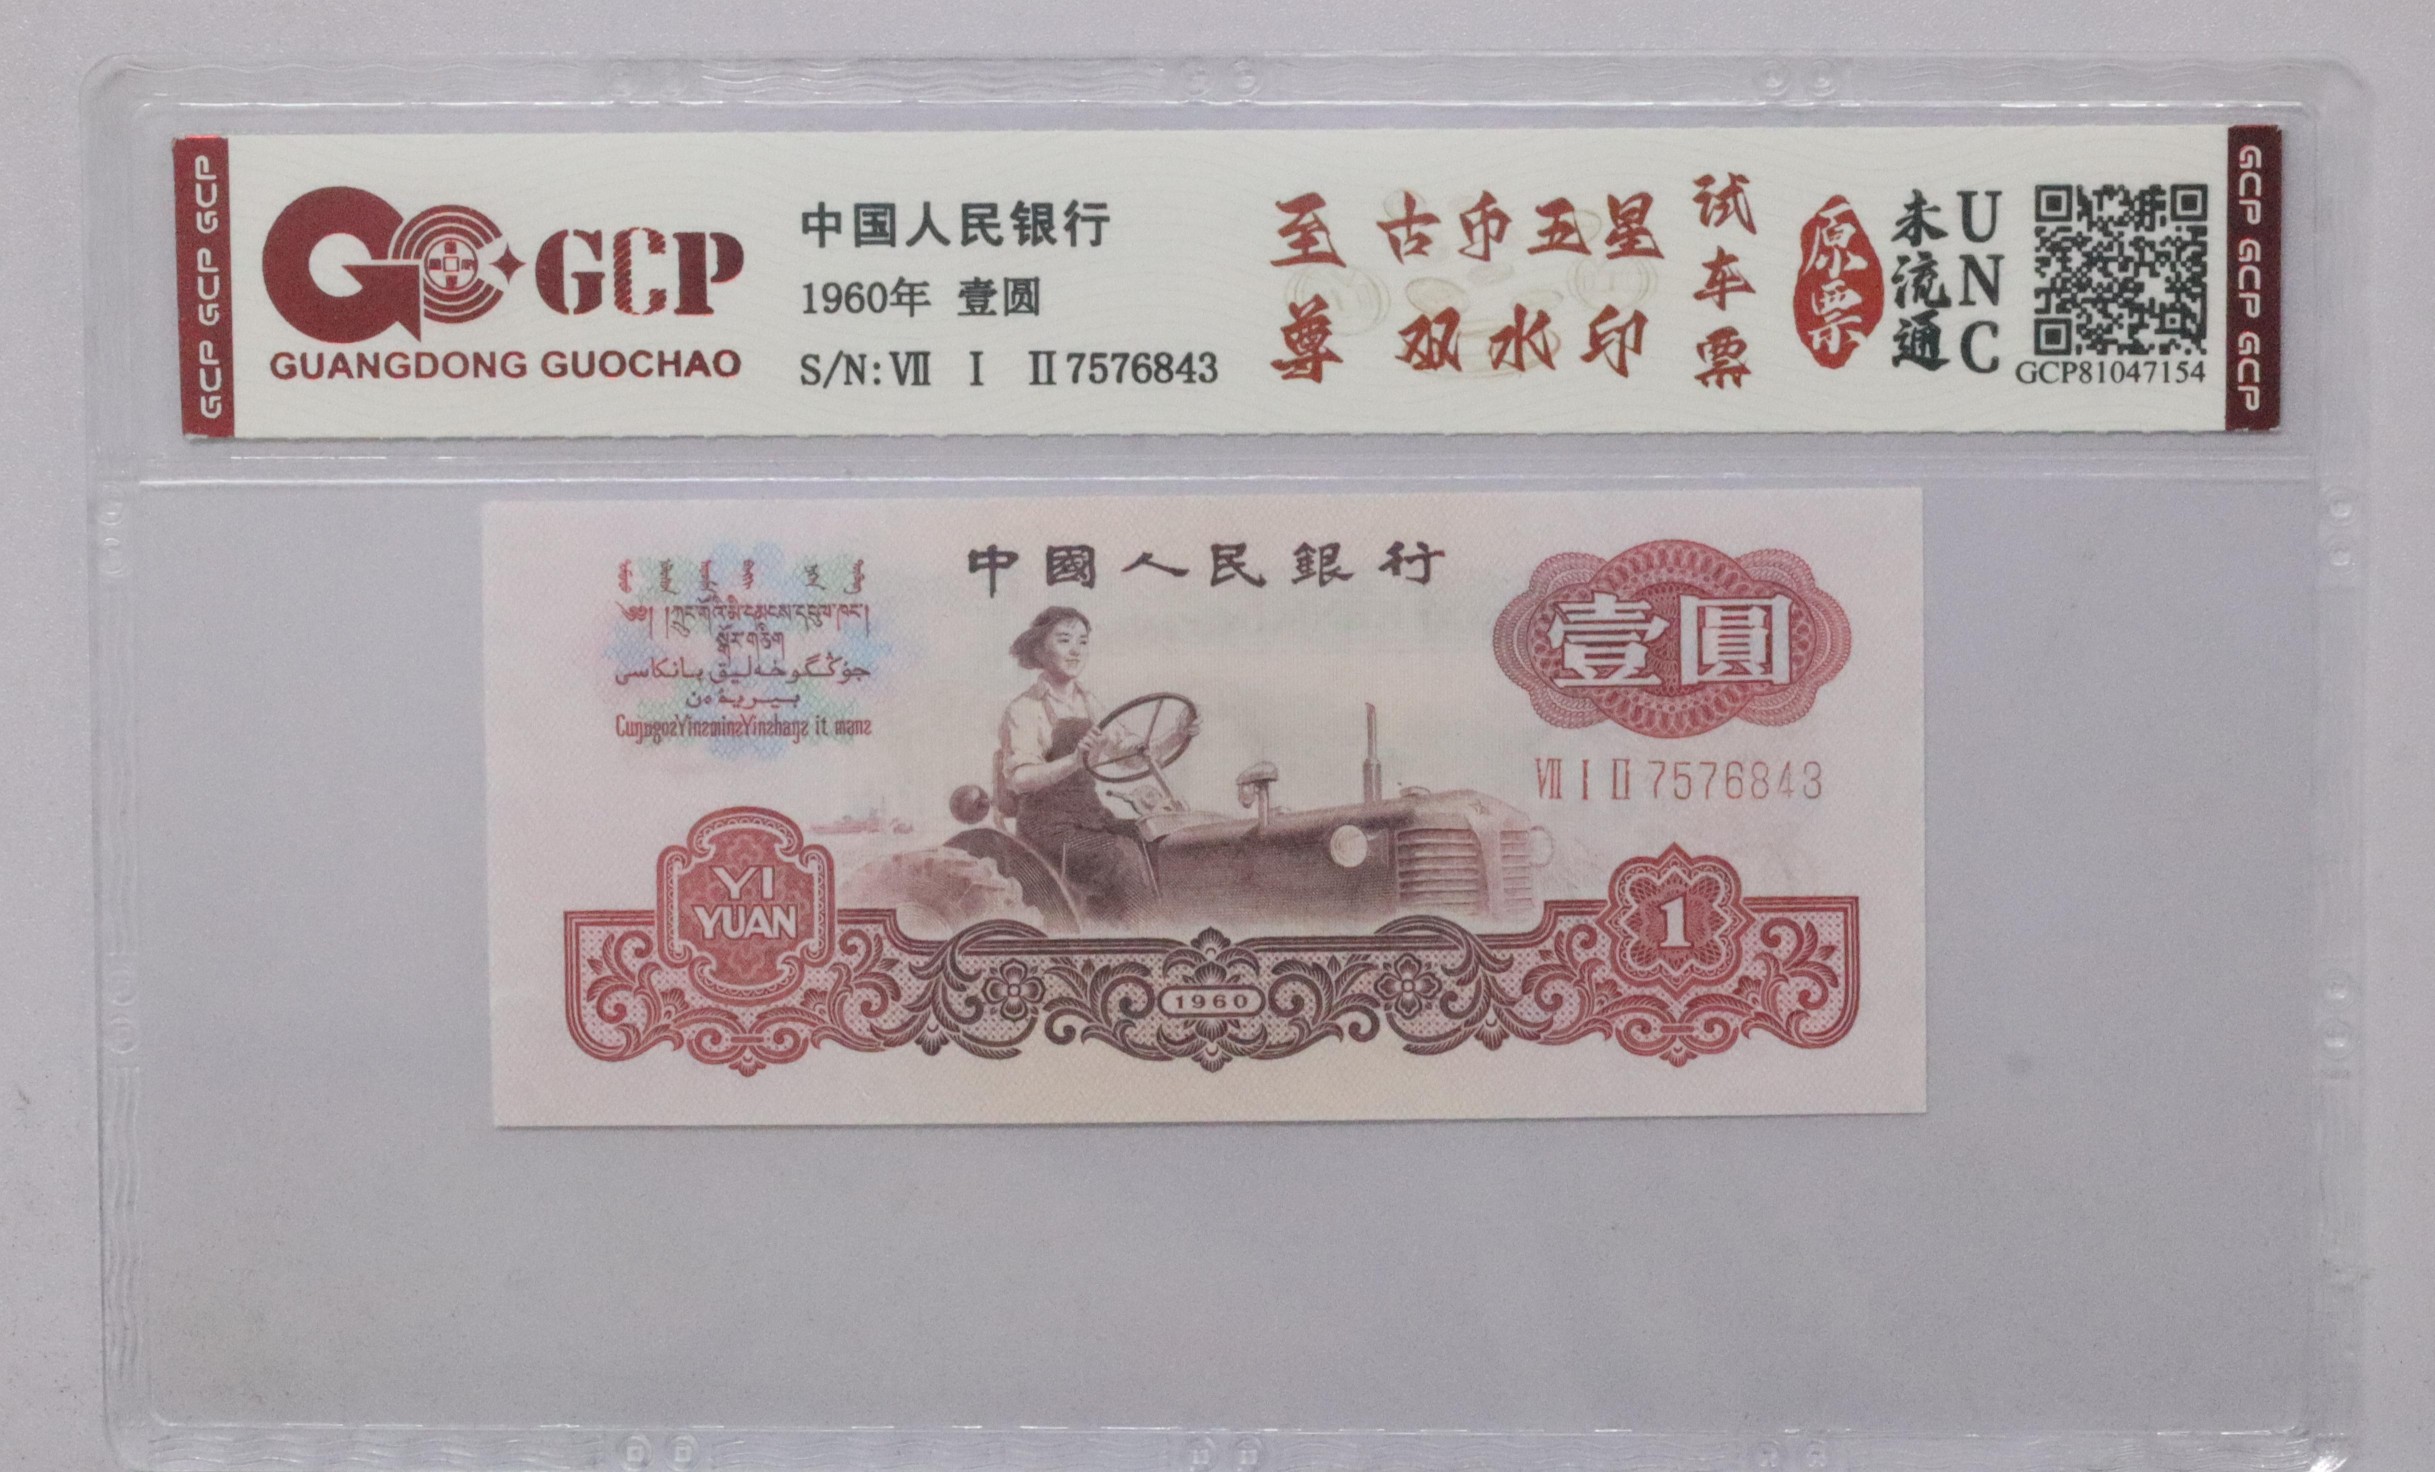 GCP GCP GCP
GCP
GUANGDONG GUOCHAO
中国人民银行
1960年 壹圆
S/N: Ⅶ Ⅰ Ⅱ 7576843
至尊
古币五星
双水印
试车票
原票
未流通
UNC
GCP81047154
GCP GCP GCP
中國人民銀行
壹圓
Ⅶ Ⅰ Ⅱ 7576843
YI
YUAN
1960
1